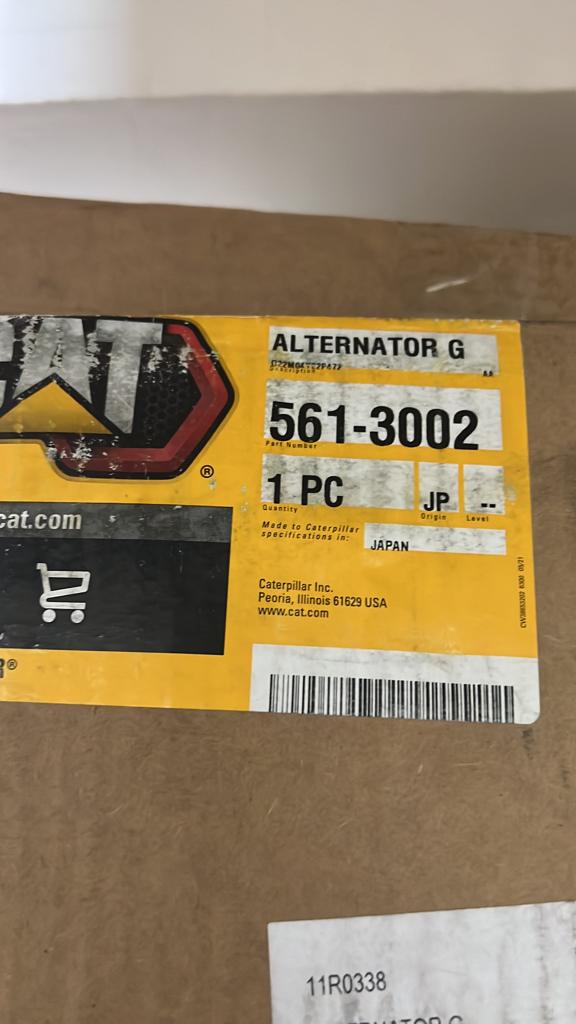 CAT
®
ALTERNATOR G
Description
AA
561-3002
Part Number
1 PC
Quantity
JP
Origin
--
Level
cat.com
Made to Caterpillar
specifications in:
JAPAN
Caterpillar Inc.
Peoria, Illinois 61629 USA
www.cat.com
®
11R0338